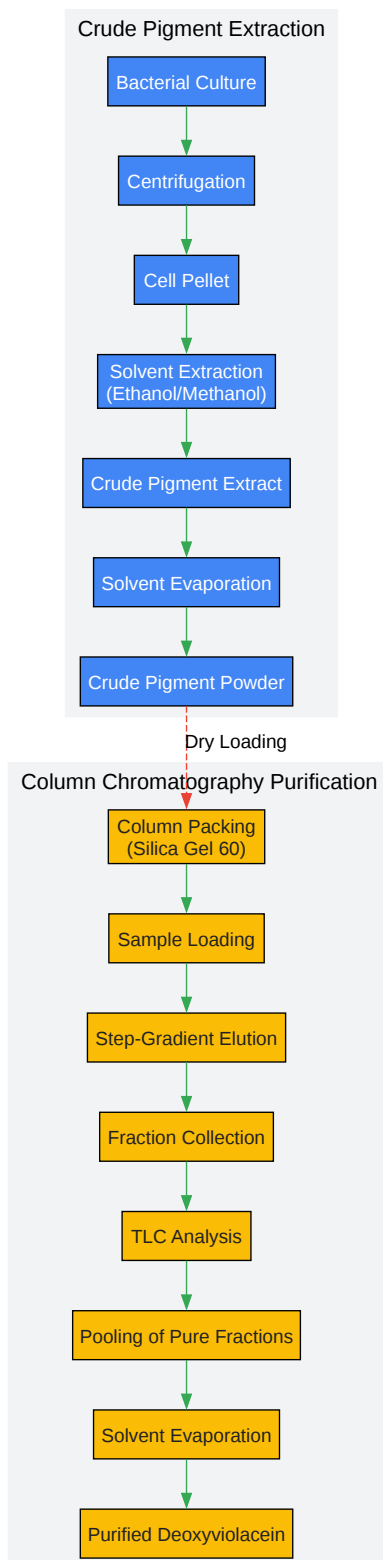 Crude Pigment Extraction
Bacterial Culture
Centrifugation
Cell Pellet
Solvent Extraction
(Ethanol/Methanol)
Crude Pigment Extract
Solvent Evaporation
Crude Pigment Powder
Dry Loading
Column Chromatography Purification
Column Packing
(Silica Gel 60)
Sample Loading
Step-Gradient Elution
Fraction Collection
TLC Analysis
Pooling of Pure Fractions
Solvent Evaporation
Purified Deoxyviolacein